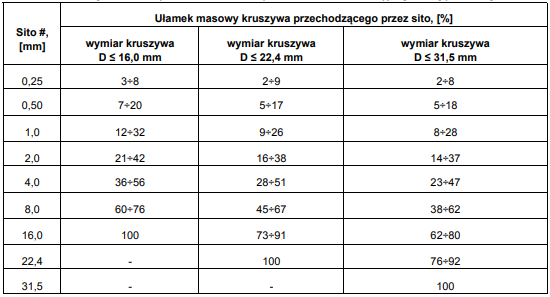 Sito #, [mm] | Ułamek masowy kruszywa przechodzącego przez sito, [%]
wymiar kruszywa D ≤ 16,0 mm | wymiar kruszywa D ≤ 22,4 mm | wymiar kruszywa D ≤ 31,5 mm
0,25 | 3÷8 | 2÷9 | 2÷8
0,50 | 7÷20 | 5÷17 | 5÷18
1,0 | 12÷32 | 9÷26 | 8÷28
2,0 | 21÷42 | 16÷38 | 14÷37
4,0 | 36÷56 | 28÷51 | 23÷47
8,0 | 60÷76 | 45÷67 | 38÷62
16,0 | 100 | 73÷91 | 62÷80
22,4 | - | 100 | 76÷92
31,5 | - | - | 100